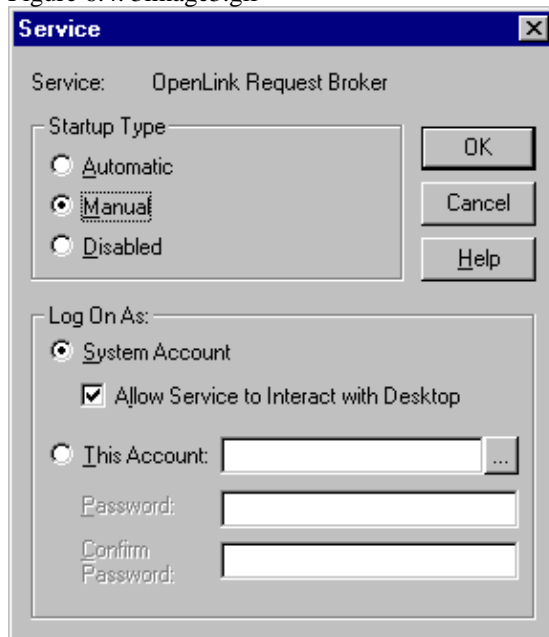 Service
Service: OpenLink Request Broker
Startup Type
Automatic
Manual
Disabled
OK
Cancel
Help
Log On As:
System Account
Allow Service to Interact with Desktop
This Account:
...
Password:
Confirm
Password: